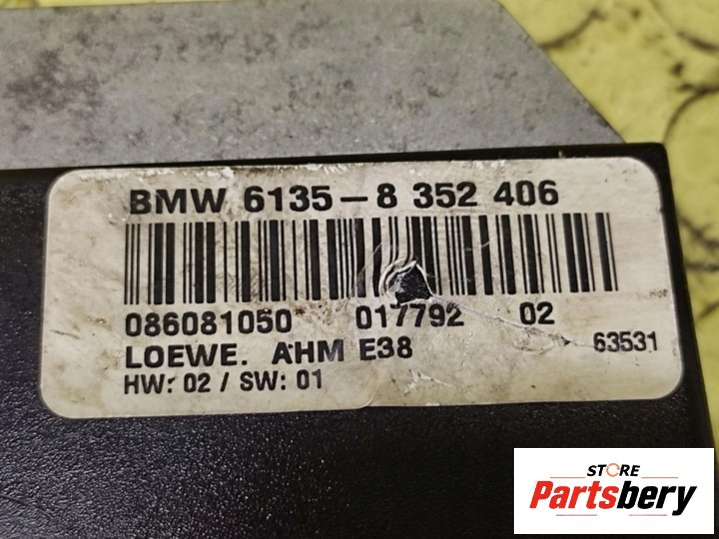 BMW 6135-8 352 406
086081050 017792 02
LOEWE. AHM E38 63531
HW: 02 / SW: 01
STORE
Partsbery